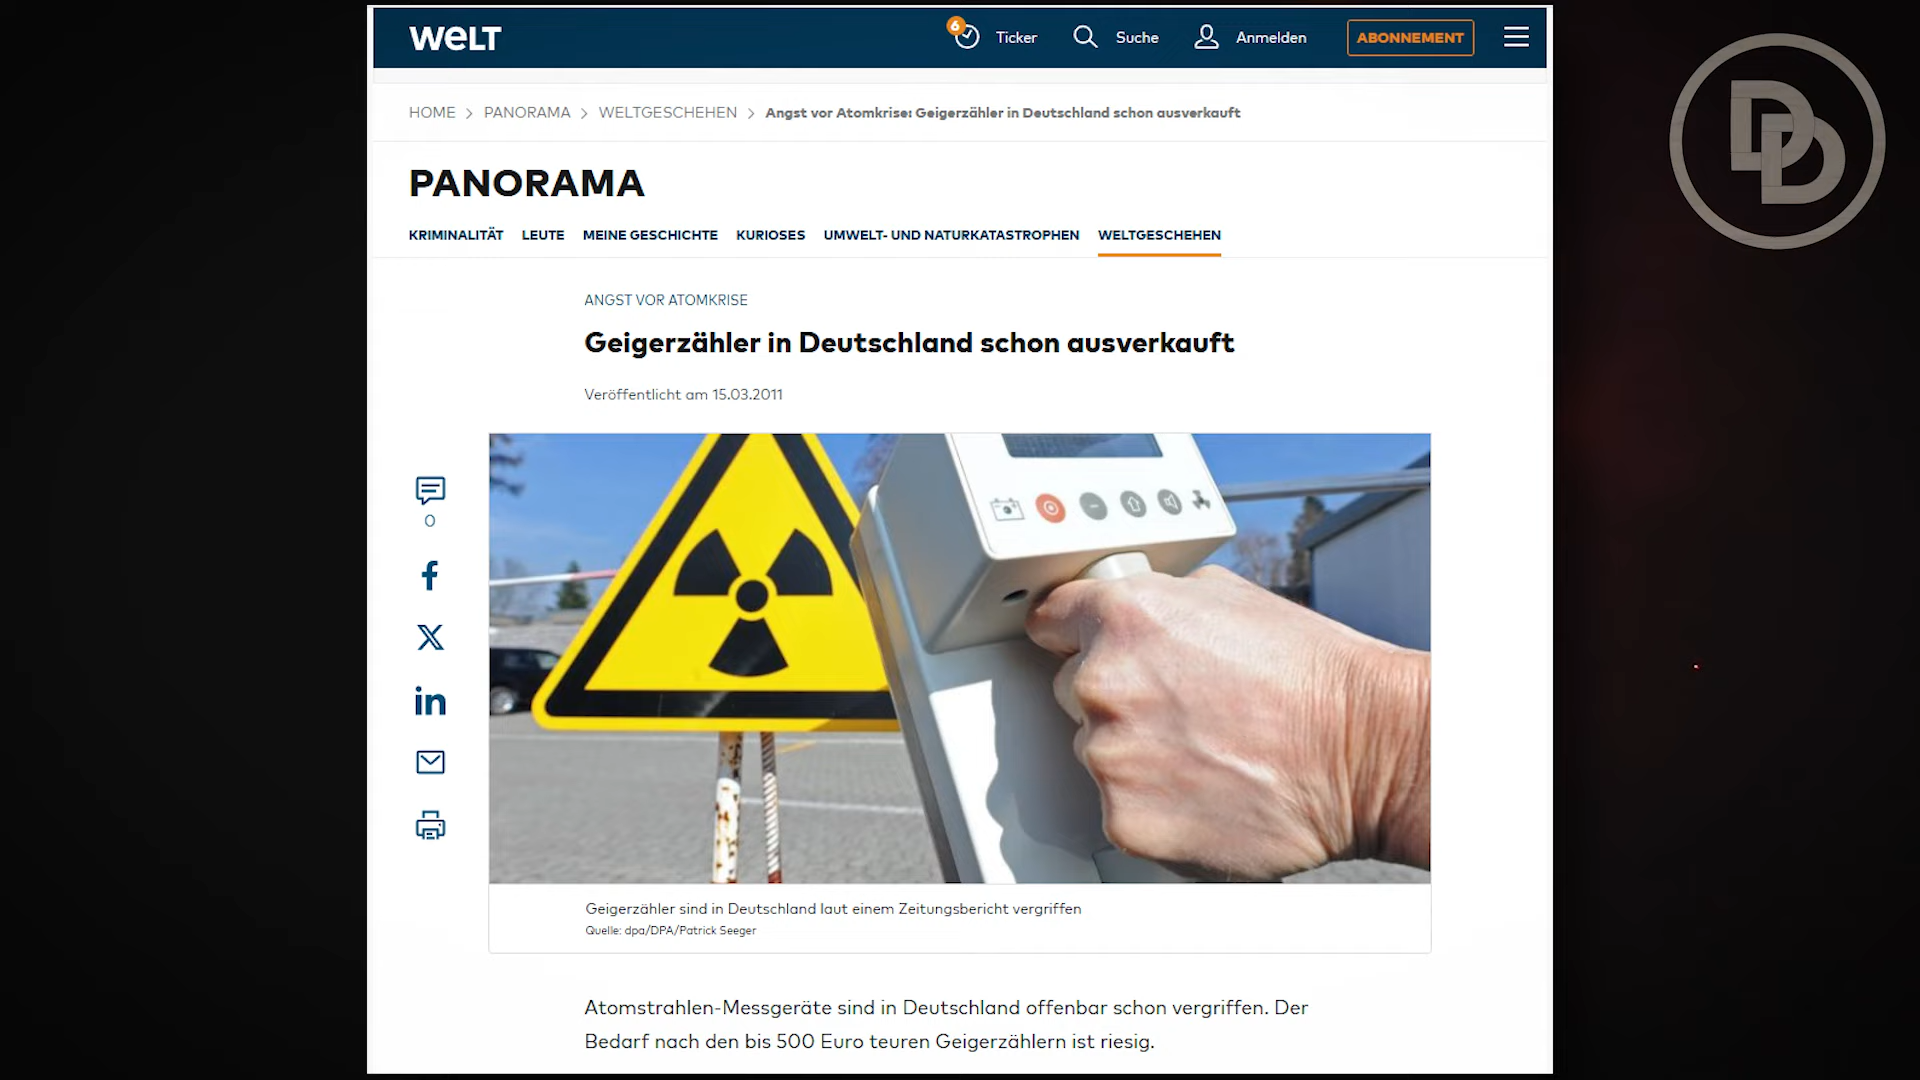 WELT
6
Ticker
Suche
Anmelden
ABONNEMENT
HOME > PANORAMA > WELTGESCHEHEN > Angst vor Atomkrise: Geigerzähler in Deutschland schon ausverkauft
PANORAMA
KRIMINALITÄT LEUTE MEINE GESCHICHTE KURIOSES UMWELT- UND NATURKATASTROPHEN WELTGESCHEHEN
ANGST VOR ATOMKRISE
Geigerzähler in Deutschland schon ausverkauft
Veröffentlicht am 15.03.2011
0
Geigerzähler sind in Deutschland laut einem Zeitungsbericht vergriffen
Quelle: dpa/DPA/Patrick Seeger
Atomstrahlen-Messgeräte sind in Deutschland offenbar schon vergriffen. Der
Bedarf nach den bis 500 Euro teuren Geigerzählern ist riesig.
DD